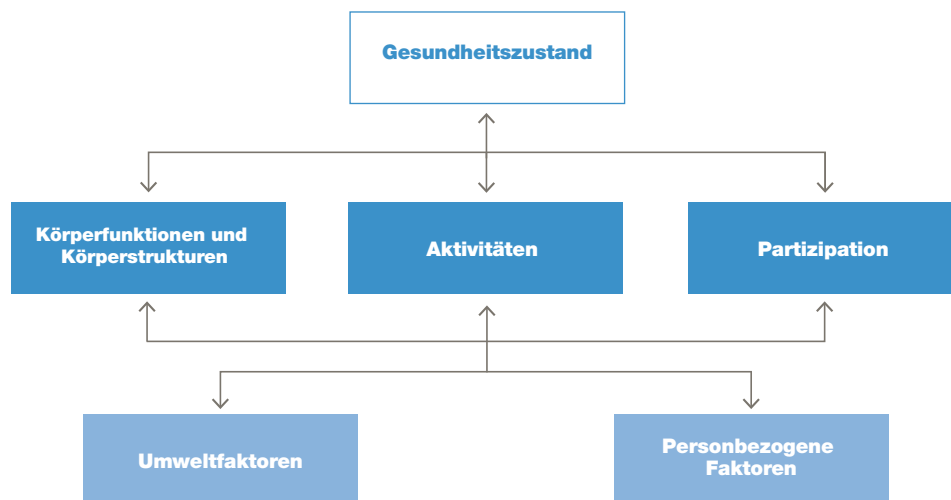 Gesundheitszustand
Körperfunktionen und
Körperstrukturen
Aktivitäten
Partizipation
Umweltfaktoren
Personbezogene
Faktoren